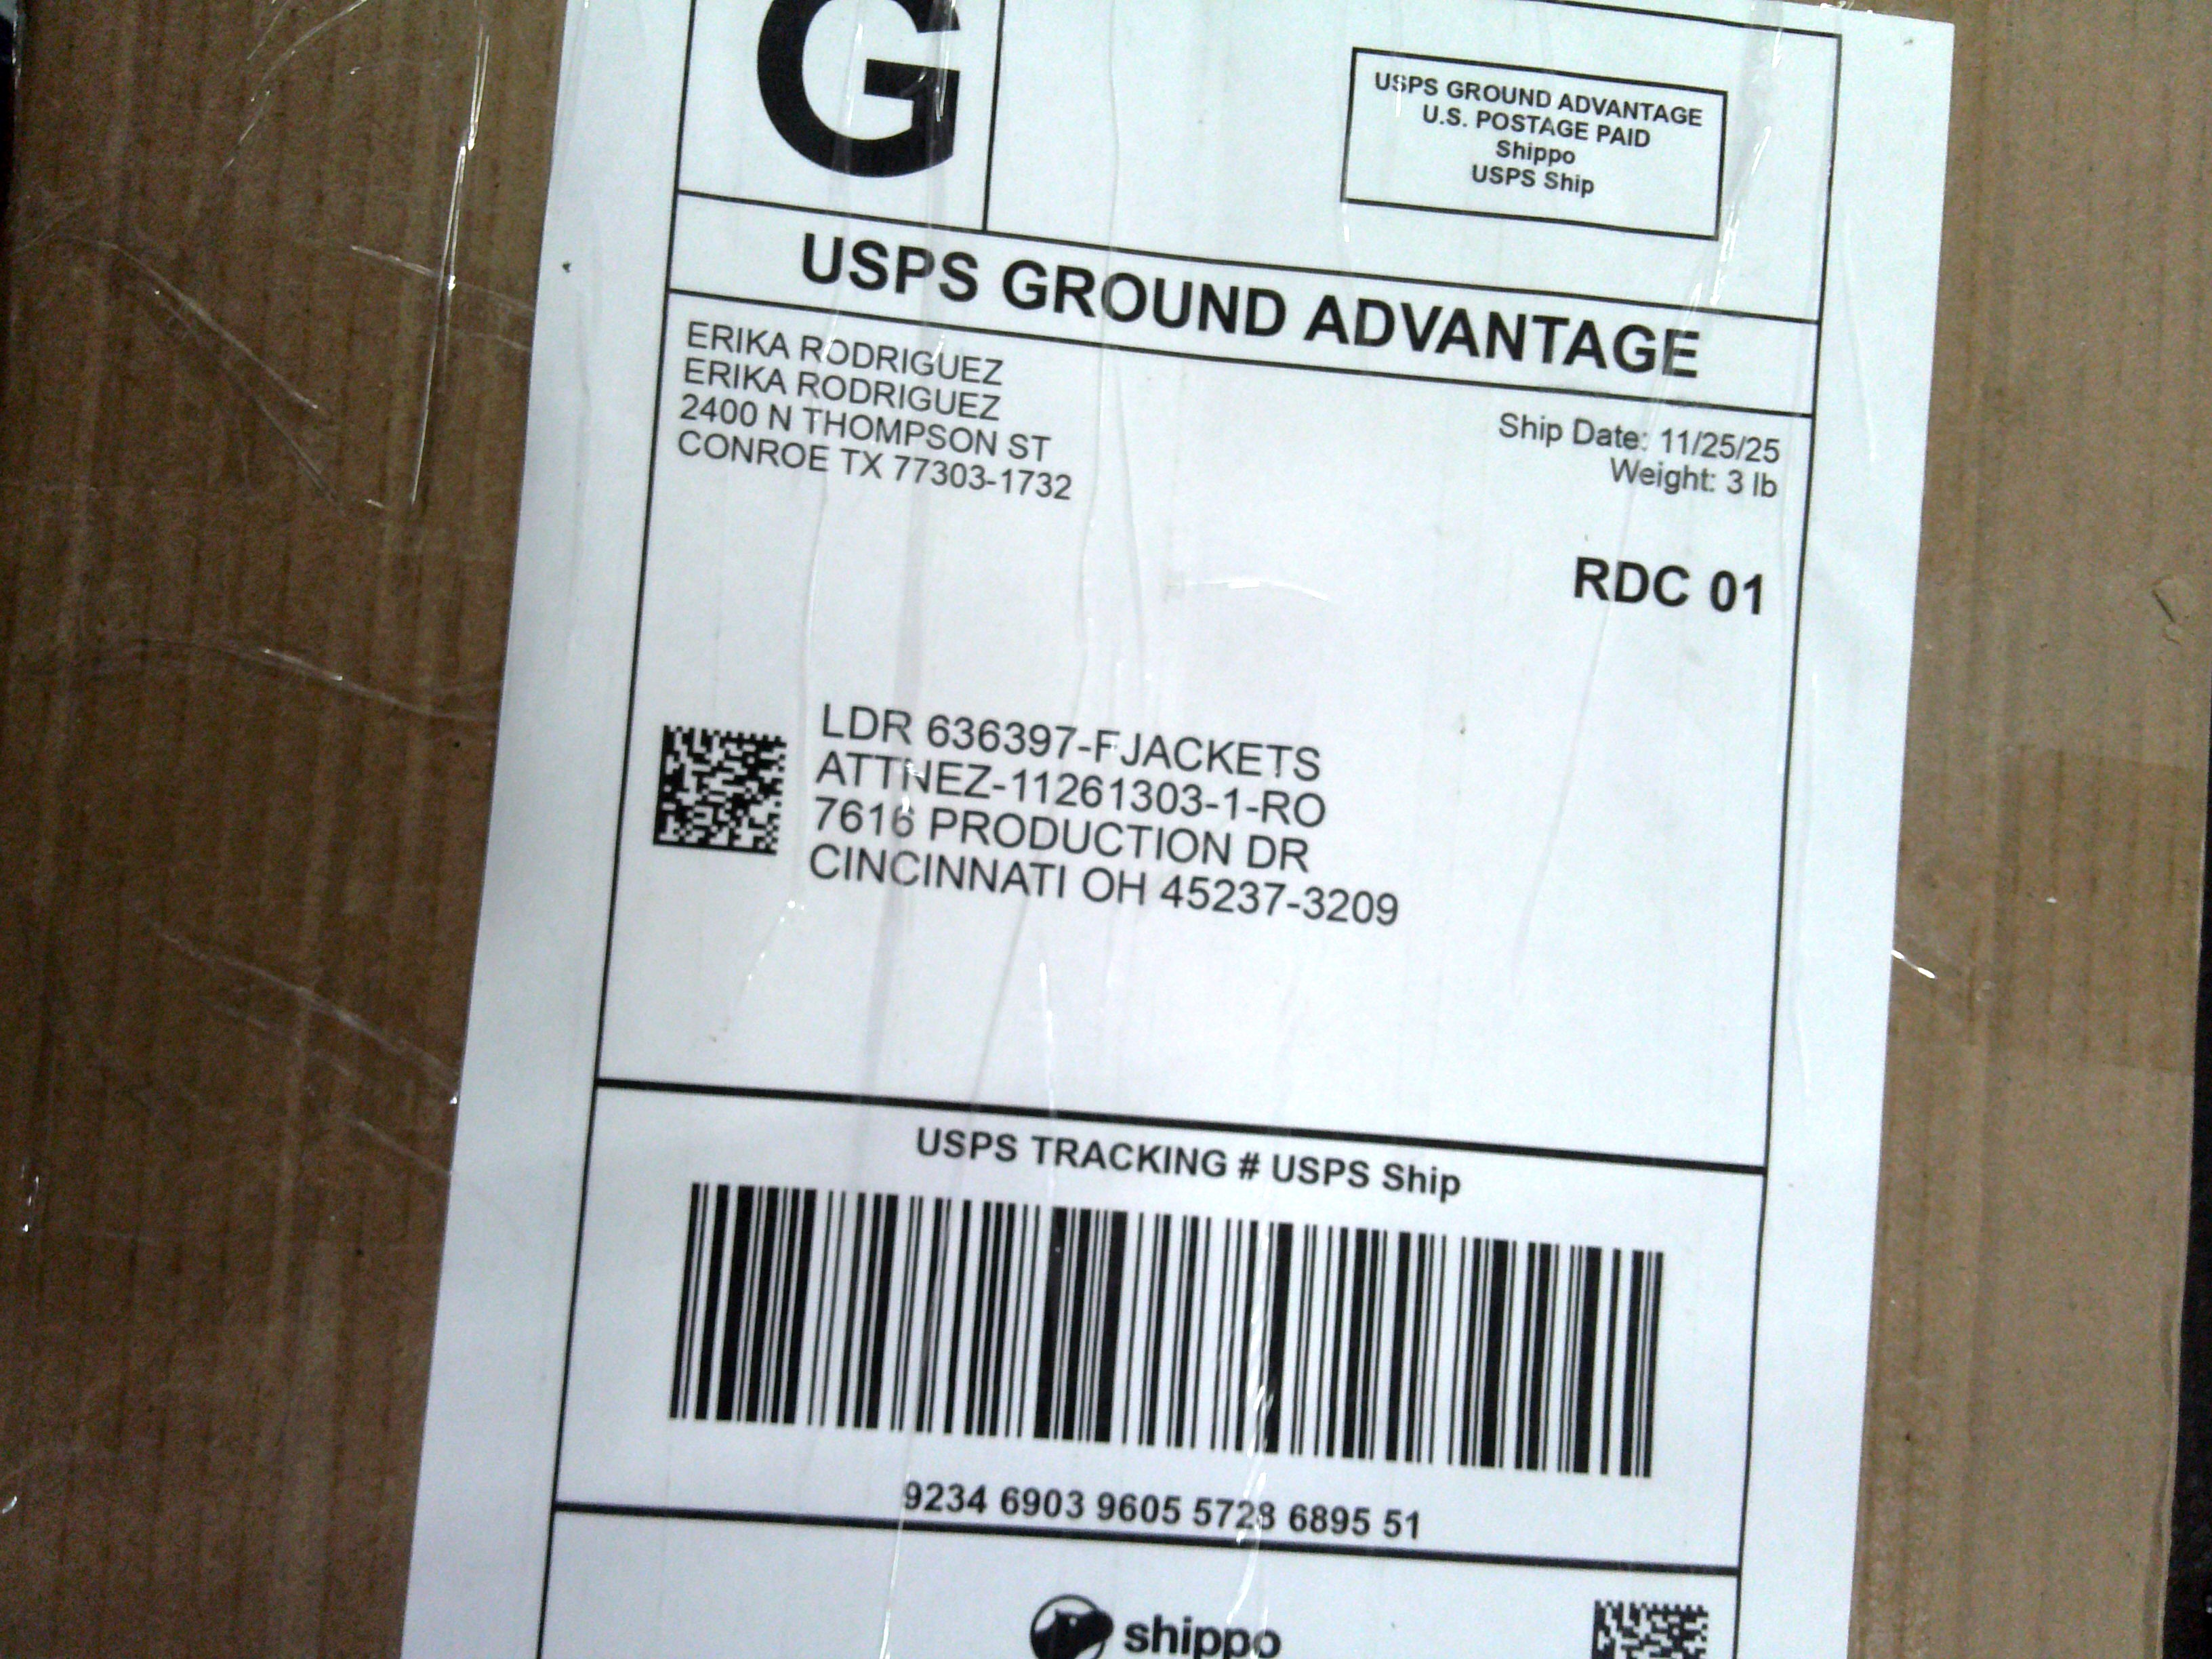 G
USPS GROUND ADVANTAGE
U.S. POSTAGE PAID
Shippo
USPS Ship
USPS GROUND ADVANTAGE
ERIKA RODRIGUEZ
ERIKA RODRIGUEZ
2400 N THOMPSON ST
CONROE TX 77303-1732
Ship Date: 11/25/25
Weight: 3 lb
RDC 01
LDR 636397-FJACKETS
ATTNEZ-11261303-1-RO
7616 PRODUCTION DR
CINCINNATI OH 45237-3209
USPS TRACKING # USPS Ship
9234 6903 9605 5728 6895 51
shippo